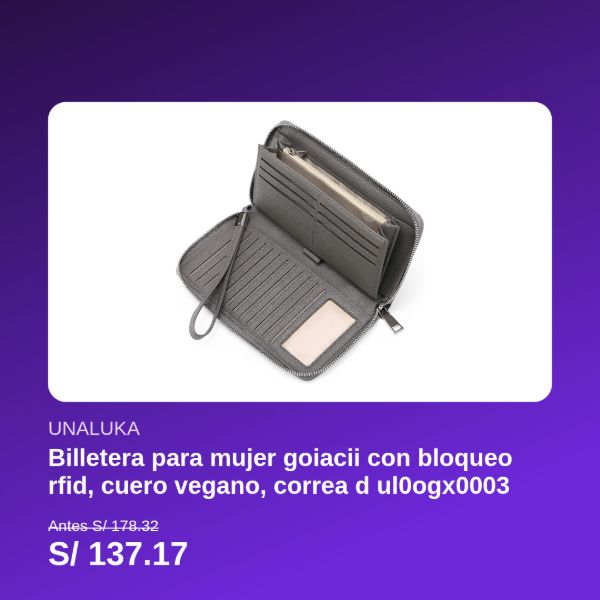 UNALUKA
Billetera para mujer goiacii con bloqueo
rfid, cuero vegano, correa d ul0ogx0003
Antes S/ 178.32
S/ 137.17